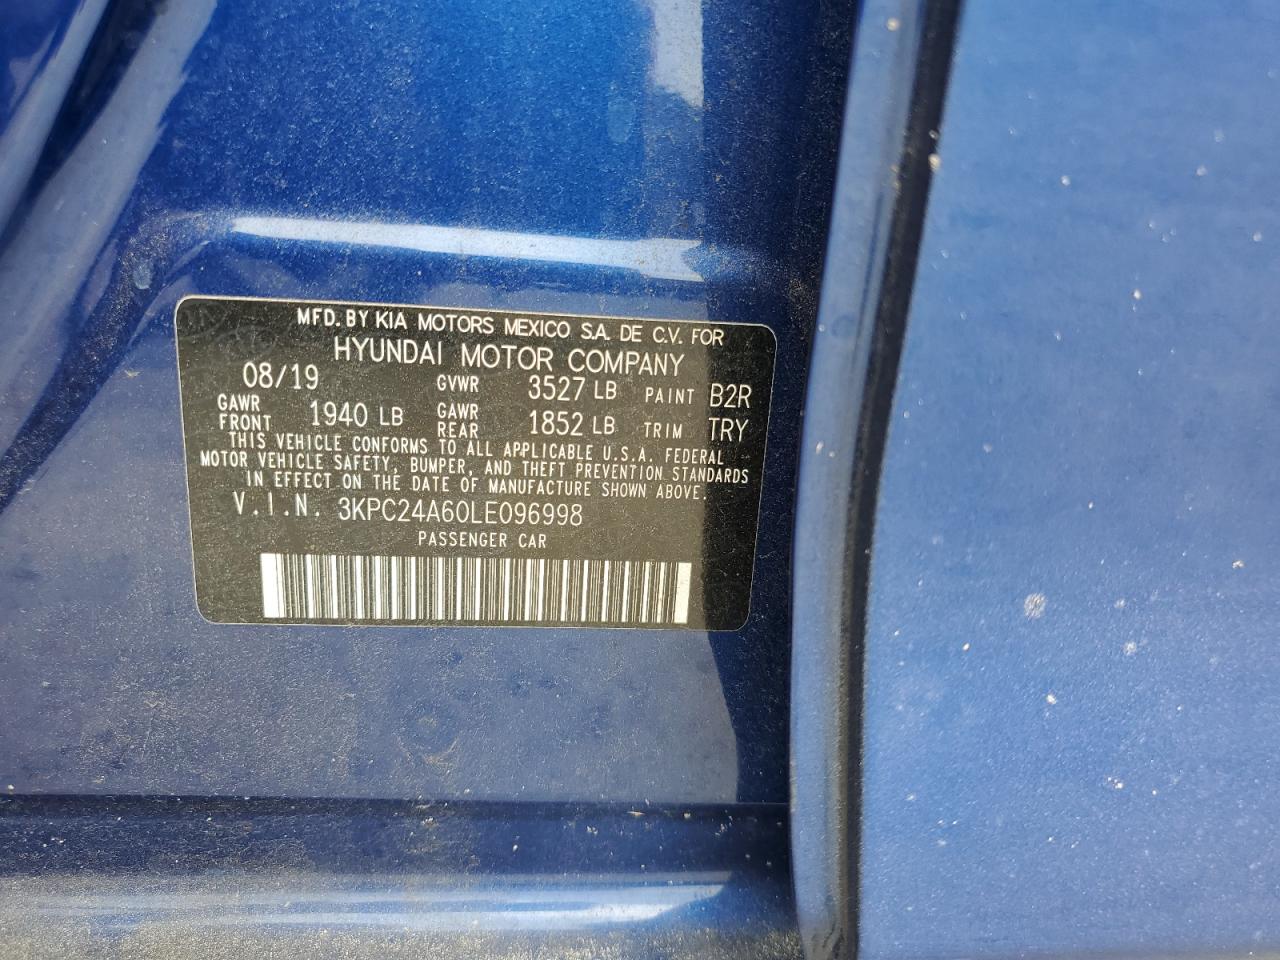 MFD. BY KIA MOTORS MEXICO S.A. DE C.V. FOR
HYUNDAI MOTOR COMPANY
08/19 GVWR 3527 LB PAINT B2R
GAWR FRONT 1940 LB GAWR REAR 1852 LB TRIM TRY
THIS VEHICLE CONFORMS TO ALL APPLICABLE U.S.A. FEDERAL
MOTOR VEHICLE SAFETY, BUMPER, AND THEFT PREVENTION STANDARDS
IN EFFECT ON THE DATE OF MANUFACTURE SHOWN ABOVE.
V.I.N. 3KPC24A60LE096998
PASSENGER CAR